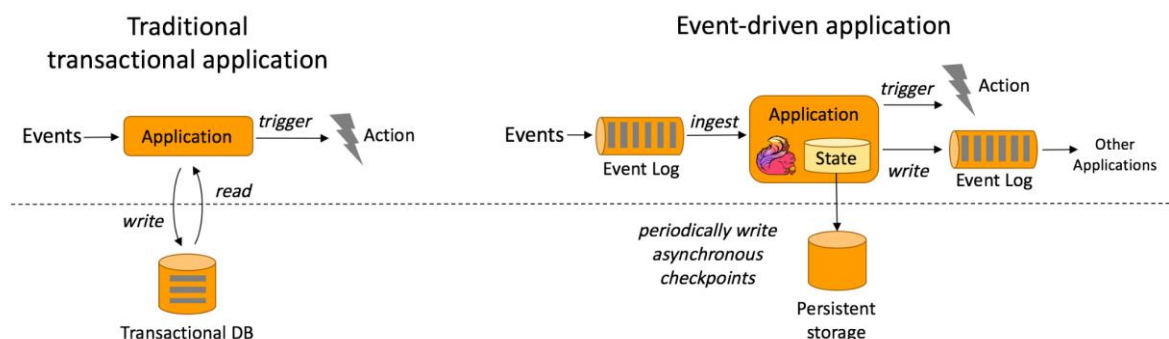 Traditional
transactional application
Events
Application
trigger
Action
write
read
Transactional DB
Event-driven application
Events
Event Log
ingest
Application
State
trigger
Action
write
Event Log
Other
Applications
periodically write
asynchronous
checkpoints
Persistent
storage